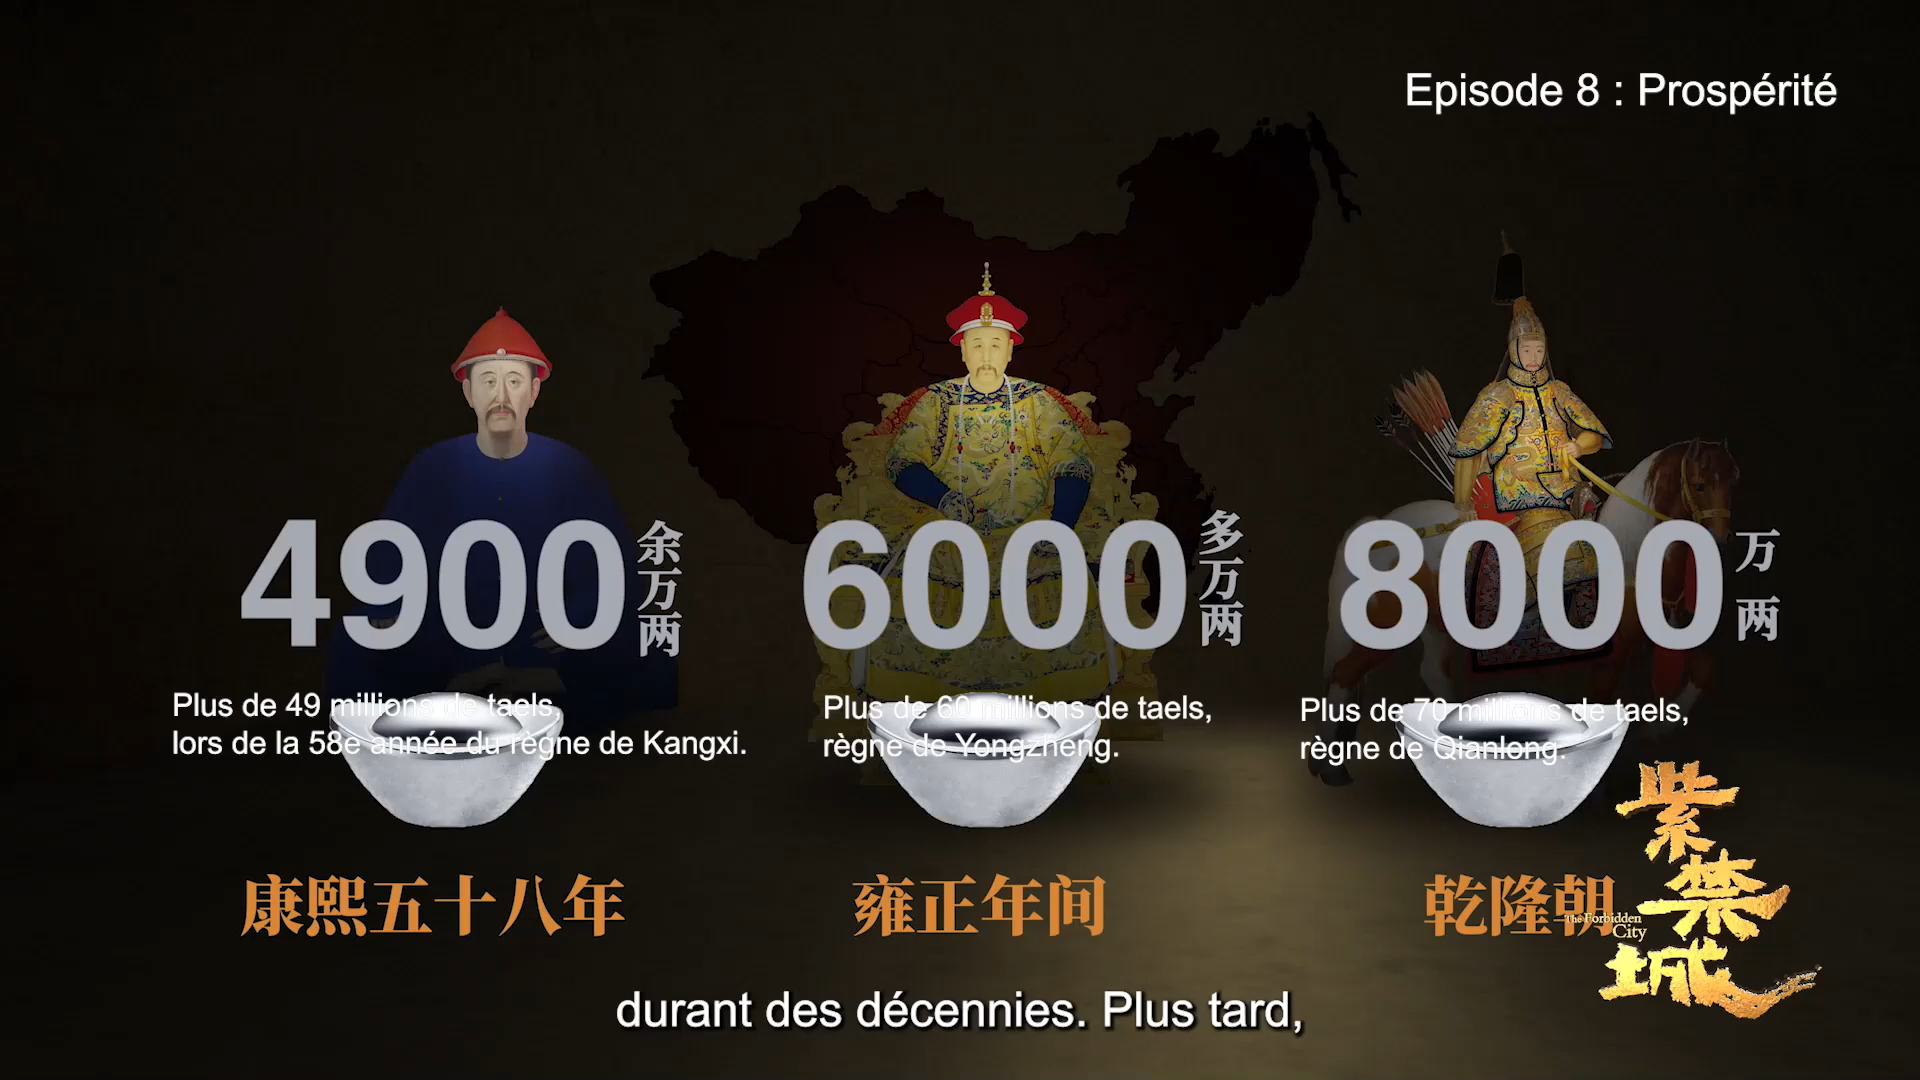 Episode 8 : Prospérité
4900
余万两
6000
多万两
8000
万两
Plus de 49 millions de taels,
lors de la 58e année du règne de Kangxi.
Plus de 60 millions de taels,
règne de Yongzheng.
Plus de 70 millions de taels,
règne de Qianlong.
康熙五十八年
雍正年间
乾隆朝
紫禁城
The Forbidden
City
durant des décennies. Plus tard,